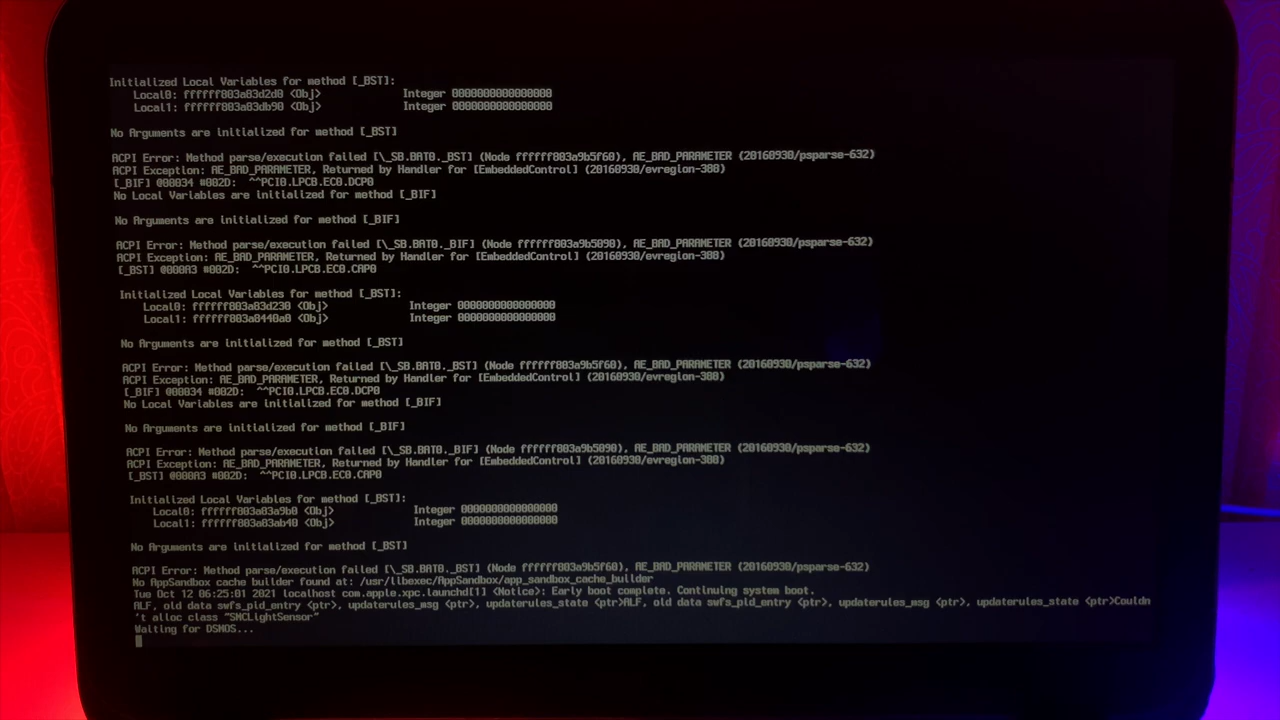 Initialized Local Variables for method [_BST]:
Local0: ffffff803a83d2d0 <Obj> Integer 0000000000000000
Local1: ffffff803a83db90 <Obj> Integer 0000000000000000
No Arguments are initialized for method [_BST]
ACPI Error: Method parse/execution failed [\_SB.BAT0._BST] (Node ffffff803a9b5f60), AE_BAD_PARAMETER (20160930/psparse-632)
ACPI Exception: AE_BAD_PARAMETER, Returned by Handler for [EmbeddedControl] (20160930/evregion-300)
[_BIF] @00034 #002D: ^^PCI0.LPCB.EC0.DCP0
No Local Variables are initialized for method [_BIF]
No Arguments are initialized for method [_BIF]
ACPI Error: Method parse/execution failed [\_SB.BAT0._BIF] (Node ffffff803a9b5090), AE_BAD_PARAMETER (20160930/psparse-632)
ACPI Exception: AE_BAD_PARAMETER, Returned by Handler for [EmbeddedControl] (20160930/evregion-300)
[_BST] @000A3 #002D: ^^PCI0.LPCB.EC0.CAP0
Initialized Local Variables for method [_BST]:
Local0: ffffff803a83d230 <Obj> Integer 0000000000000000
Local1: ffffff803a8440a0 <Obj> Integer 0000000000000000
No Arguments are initialized for method [_BST]
ACPI Error: Method parse/execution failed [\_SB.BAT0._BST] (Node ffffff803a9b5f60), AE_BAD_PARAMETER (20160930/psparse-632)
ACPI Exception: AE_BAD_PARAMETER, Returned by Handler for [EmbeddedControl] (20160930/evregion-300)
[_BIF] @00034 #002D: ^^PCI0.LPCB.EC0.DCP0
No Local Variables are initialized for method [_BIF]
No Arguments are initialized for method [_BIF]
ACPI Error: Method parse/execution failed [\_SB.BAT0._BIF] (Node ffffff803a9b5090), AE_BAD_PARAMETER (20160930/psparse-632)
ACPI Exception: AE_BAD_PARAMETER, Returned by Handler for [EmbeddedControl] (20160930/evregion-300)
[_BST] @000A3 #002D: ^^PCI0.LPCB.EC0.CAP0
Initialized Local Variables for method [_BST]:
Local0: ffffff803a83a9b0 <Obj> Integer 0000000000000000
Local1: ffffff803a83ab40 <Obj> Integer 0000000000000000
No Arguments are initialized for method [_BST]
ACPI Error: Method parse/execution failed [\_SB.BAT0._BST] (Node ffffff803a9b5f60), AE_BAD_PARAMETER (20160930/psparse-632)
No AppSandbox cache builder found at: /usr/libexec/AppSandbox/app_sandbox_cache_builder
Tue Oct 12 06:25:01 2021 localhost com.apple.xpc.launchd[1] <Notice>: Early boot complete. Continuing system boot.
ALF, old data swfs_pid_entry <ptr>, updaterules_msg <ptr>, updaterules_state <ptr>ALF, old data swfs_pid_entry <ptr>, updaterules_msg <ptr>, updaterules_state <ptr>Couldn
't alloc class "SMCLightSensor"
Waiting for DSMOS...